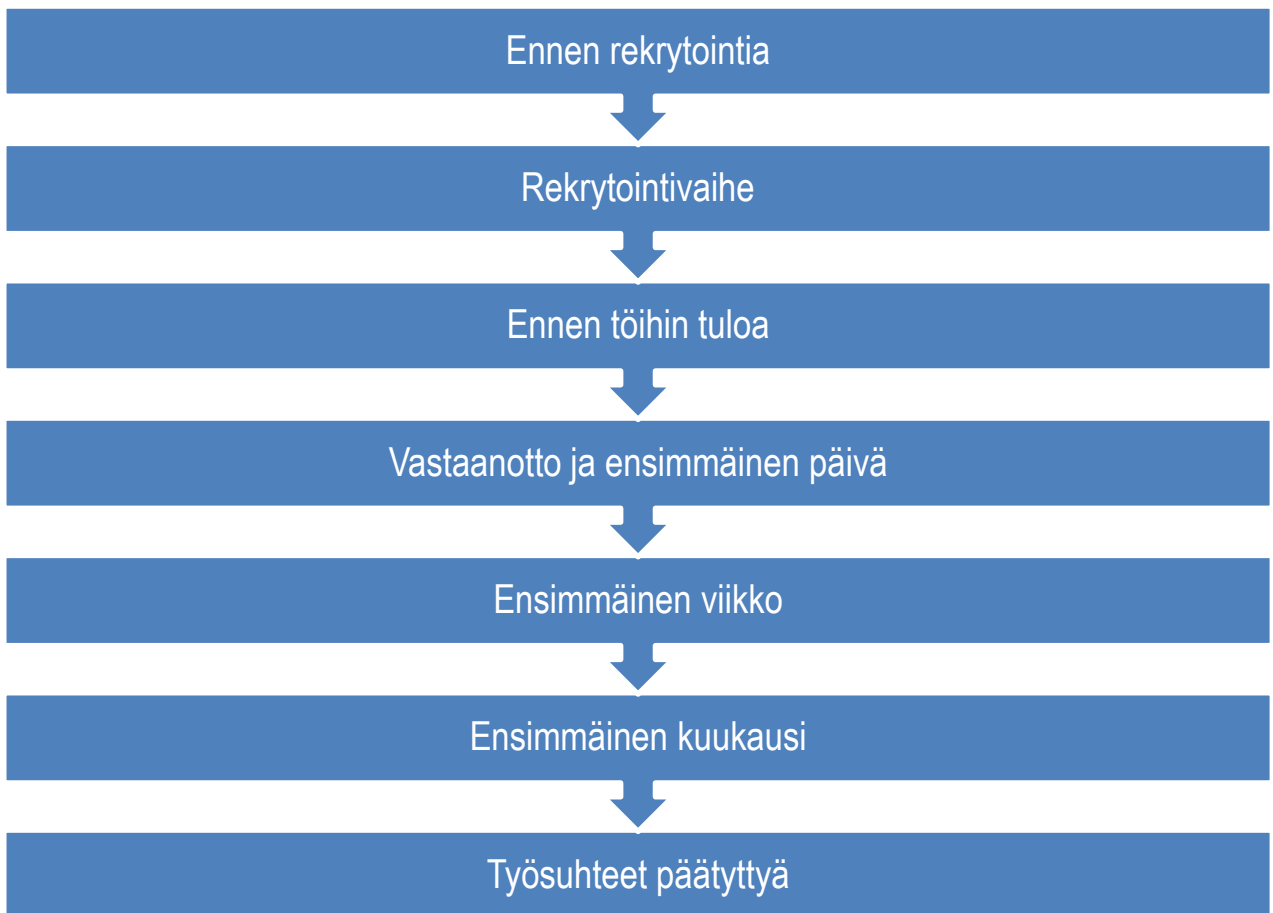 Ennen rekrytointia
Rekrytointivaihe
Ennen töihin tuloa
Vastaanotto ja ensimmäinen päivä
Ensimmäinen viikko
Ensimmäinen kuukausi
Työsuhteet päätyttyä